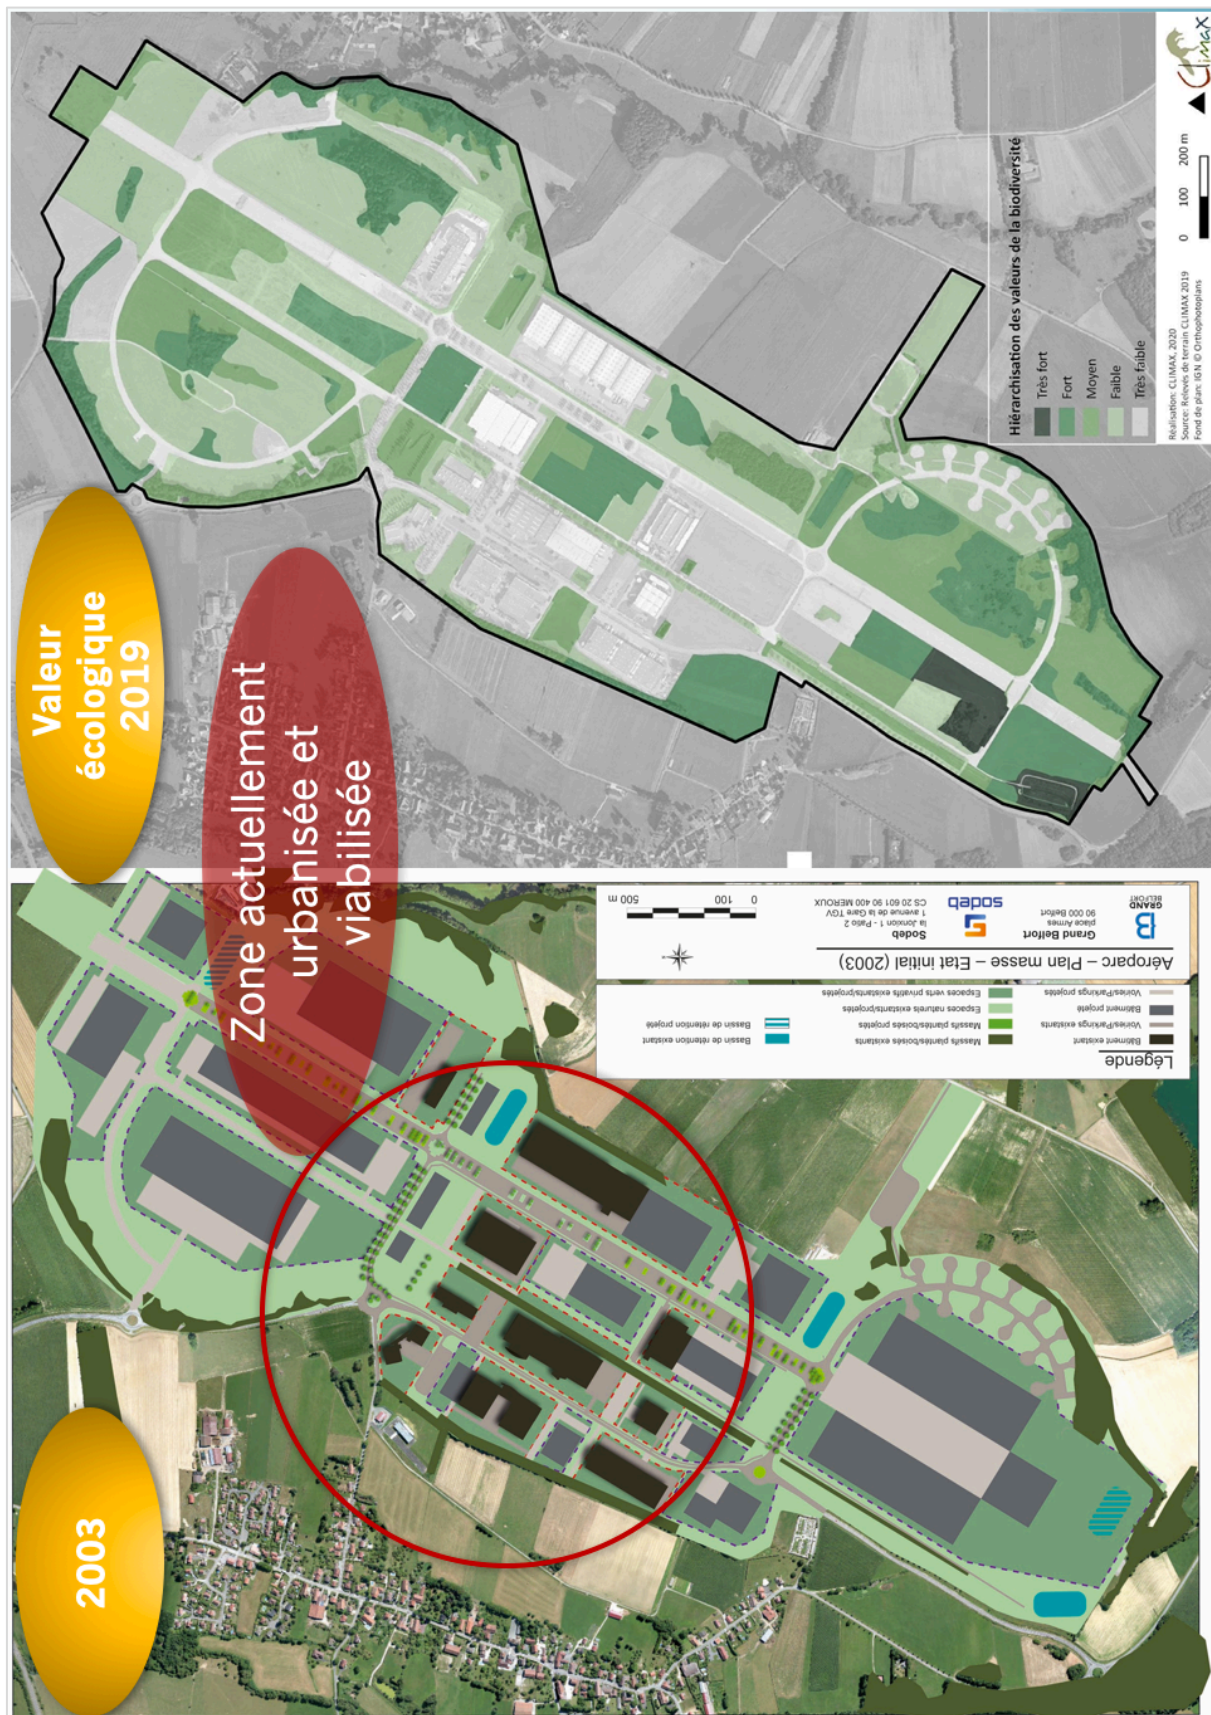 2003
Valeur
écologique
2019
Zone actuellement
urbanisée et
viabilisée
Légende
Bâtiment existant
Voiries/Parkings existants
Bâtiment projeté
Voiries/Parkings projetés
Massifs plantés/boisés existants
Massifs plantés/boisés projetés
Espaces naturels existants/projetés
Espaces verts privatifs existants/projetés
Bassin de rétention existant
Bassin de rétention projeté
Aéroparc – Plan masse – Etat initial (2003)
GRAND
BELFORT
Grand Belfort
place d'Armes
90 000 Belfort
sodeb
Sodeb
la Jonxion 1 - Patio 2
1 avenue de la Gare TGV
CS 20 601 90 400 MEROUX
0 100 500 m
Hiérarchisation des valeurs de la biodiversité
Très fort
Fort
Moyen
Faible
Très faible
Réalisation: CLIMAX, 2020
Source: Relevés de terrain CLIMAX 2019
Fond de plan: IGN © Orthophotoplans
0 100 200 m
Climax